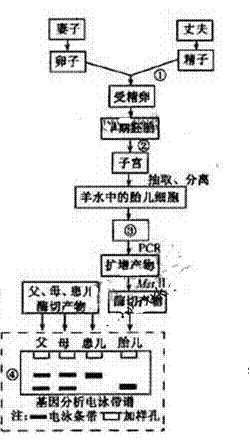 妻子
丈夫
卵子
精子
①
受精卵
期胚胎
②
子宫
抽取、分离
羊水中的胎儿细胞
③
PCR
扩增产物
Mst Ⅱ
酶切产物
父、母、患儿
酶切产物
父 母 患儿 胎儿
④
基因分析电泳带谱
注: 电泳条带 加样孔